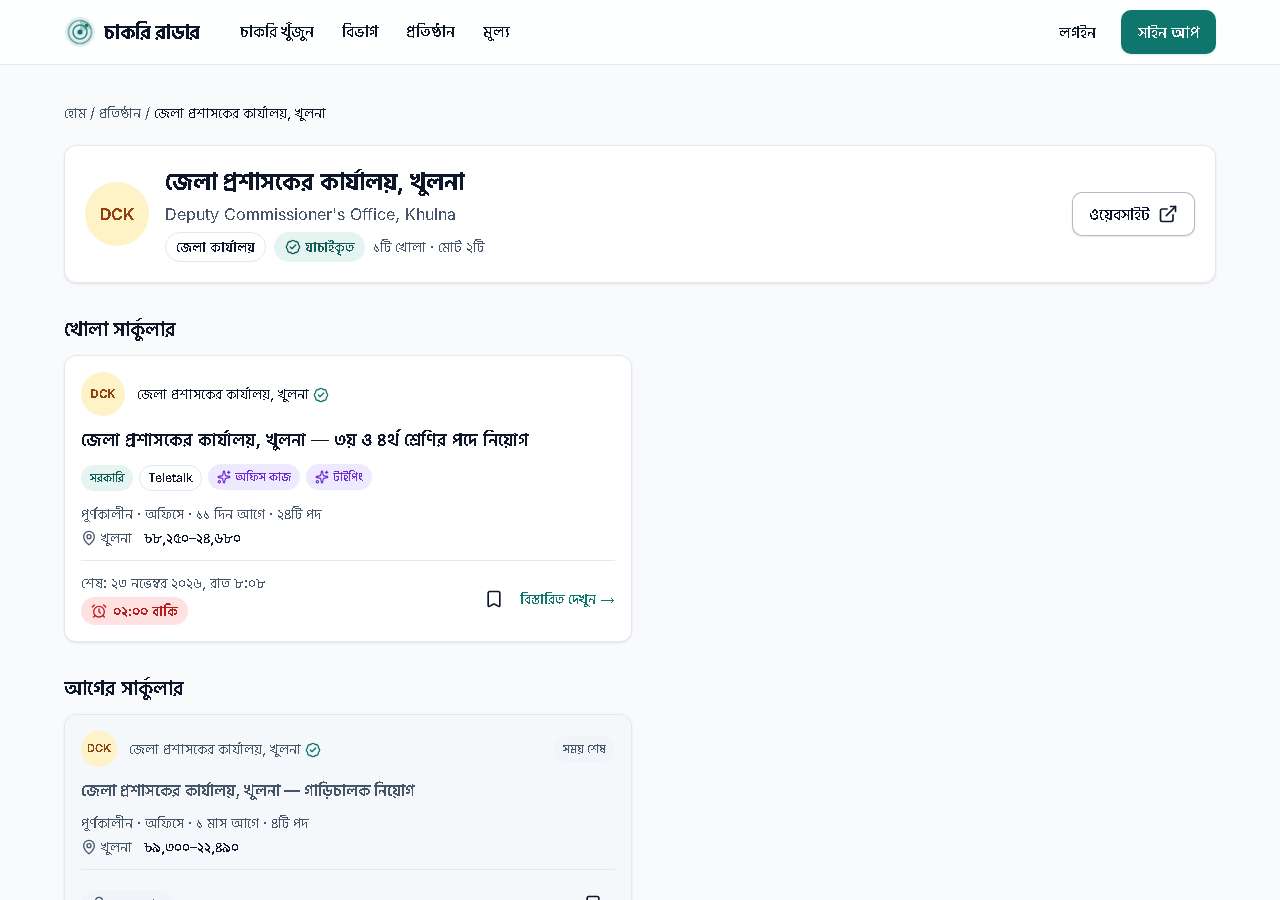 চাকরি রাডার
চাকরি খুঁজুন বিভাগ প্রতিষ্ঠান মূল্য
লগইন সাইন আপ
হোম / প্রতিষ্ঠান / জেলা প্রশাসকের কার্যালয়, খুলনা
DCK
জেলা প্রশাসকের কার্যালয়, খুলনা
Deputy Commissioner's Office, Khulna
জেলা কার্যালয় যাচাইকৃত ১টি খোলা · মোট ২টি
ওয়েবসাইট
খোলা সার্কুলার
DCK জেলা প্রশাসকের কার্যালয়, খুলনা
জেলা প্রশাসকের কার্যালয়, খুলনা — ৩য় ও ৪র্থ শ্রেণির পদে নিয়োগ
সরকারি Teletalk অফিস কাজ টাইপিং
পূর্ণকালীন · অফিসে · ১১ দিন আগে · ২৪টি পদ
খুলনা ৳৮,২৫০–২৪,৬৮০
শেষ: ২৩ নভেম্বর ২০২৬, রাত ৮:০৮
০২:০০ বাকি
বিস্তারিত দেখুন →
আগের সার্কুলার
DCK জেলা প্রশাসকের কার্যালয়, খুলনা সময় শেষ
জেলা প্রশাসকের কার্যালয়, খুলনা — গাড়িচালক নিয়োগ
পূর্ণকালীন · অফিসে · ১ মাস আগে · ৪টি পদ
খুলনা ৳৯,৩০০–২২,৪৯০